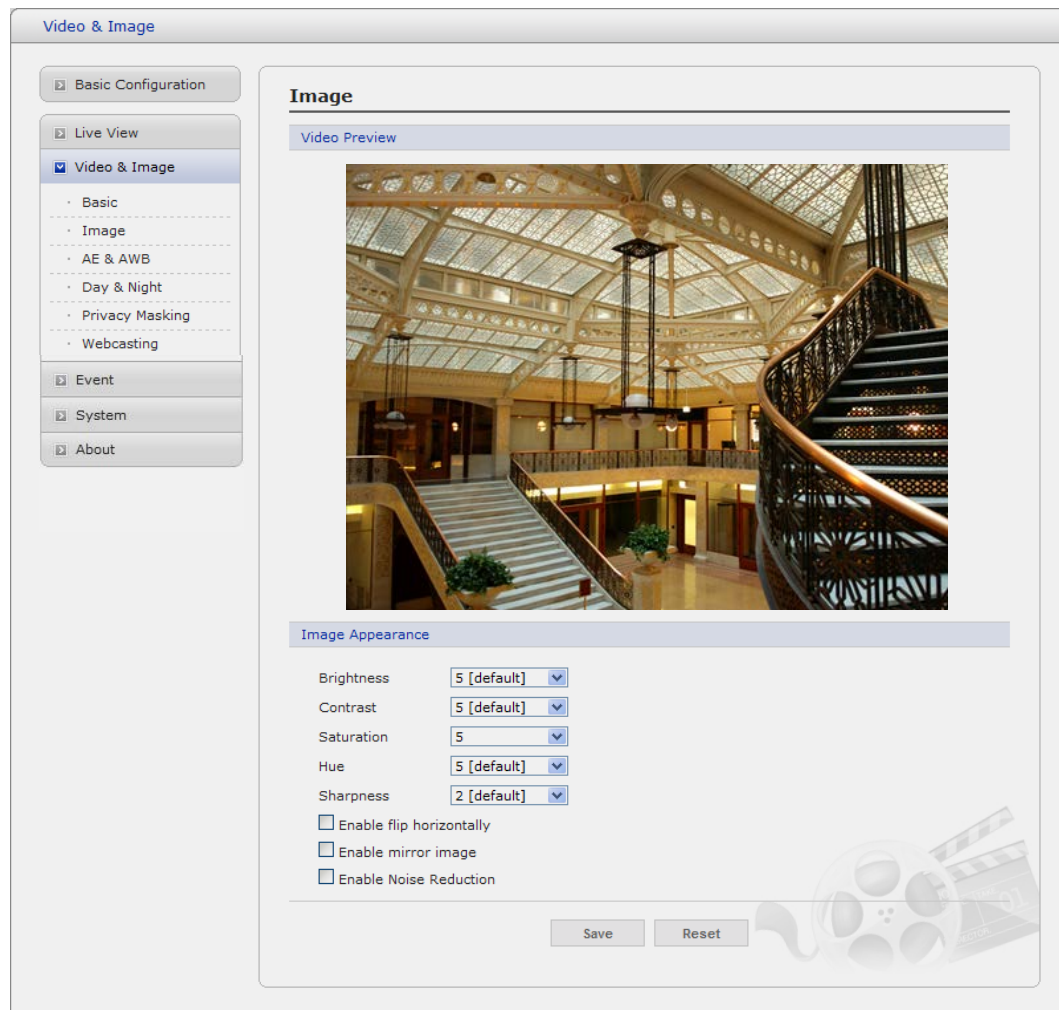 Video & Image
Basic Configuration
Live View
Video & Image
Basic
Image
AE & AWB
Day & Night
Privacy Masking
Webcasting
Event
System
About
Image
Video Preview
Image Appearance
Brightness 5 [default]
Contrast 5 [default]
Saturation 5
Hue 5 [default]
Sharpness 2 [default]
Enable flip horizontally
Enable mirror image
Enable Noise Reduction
Save Reset
01